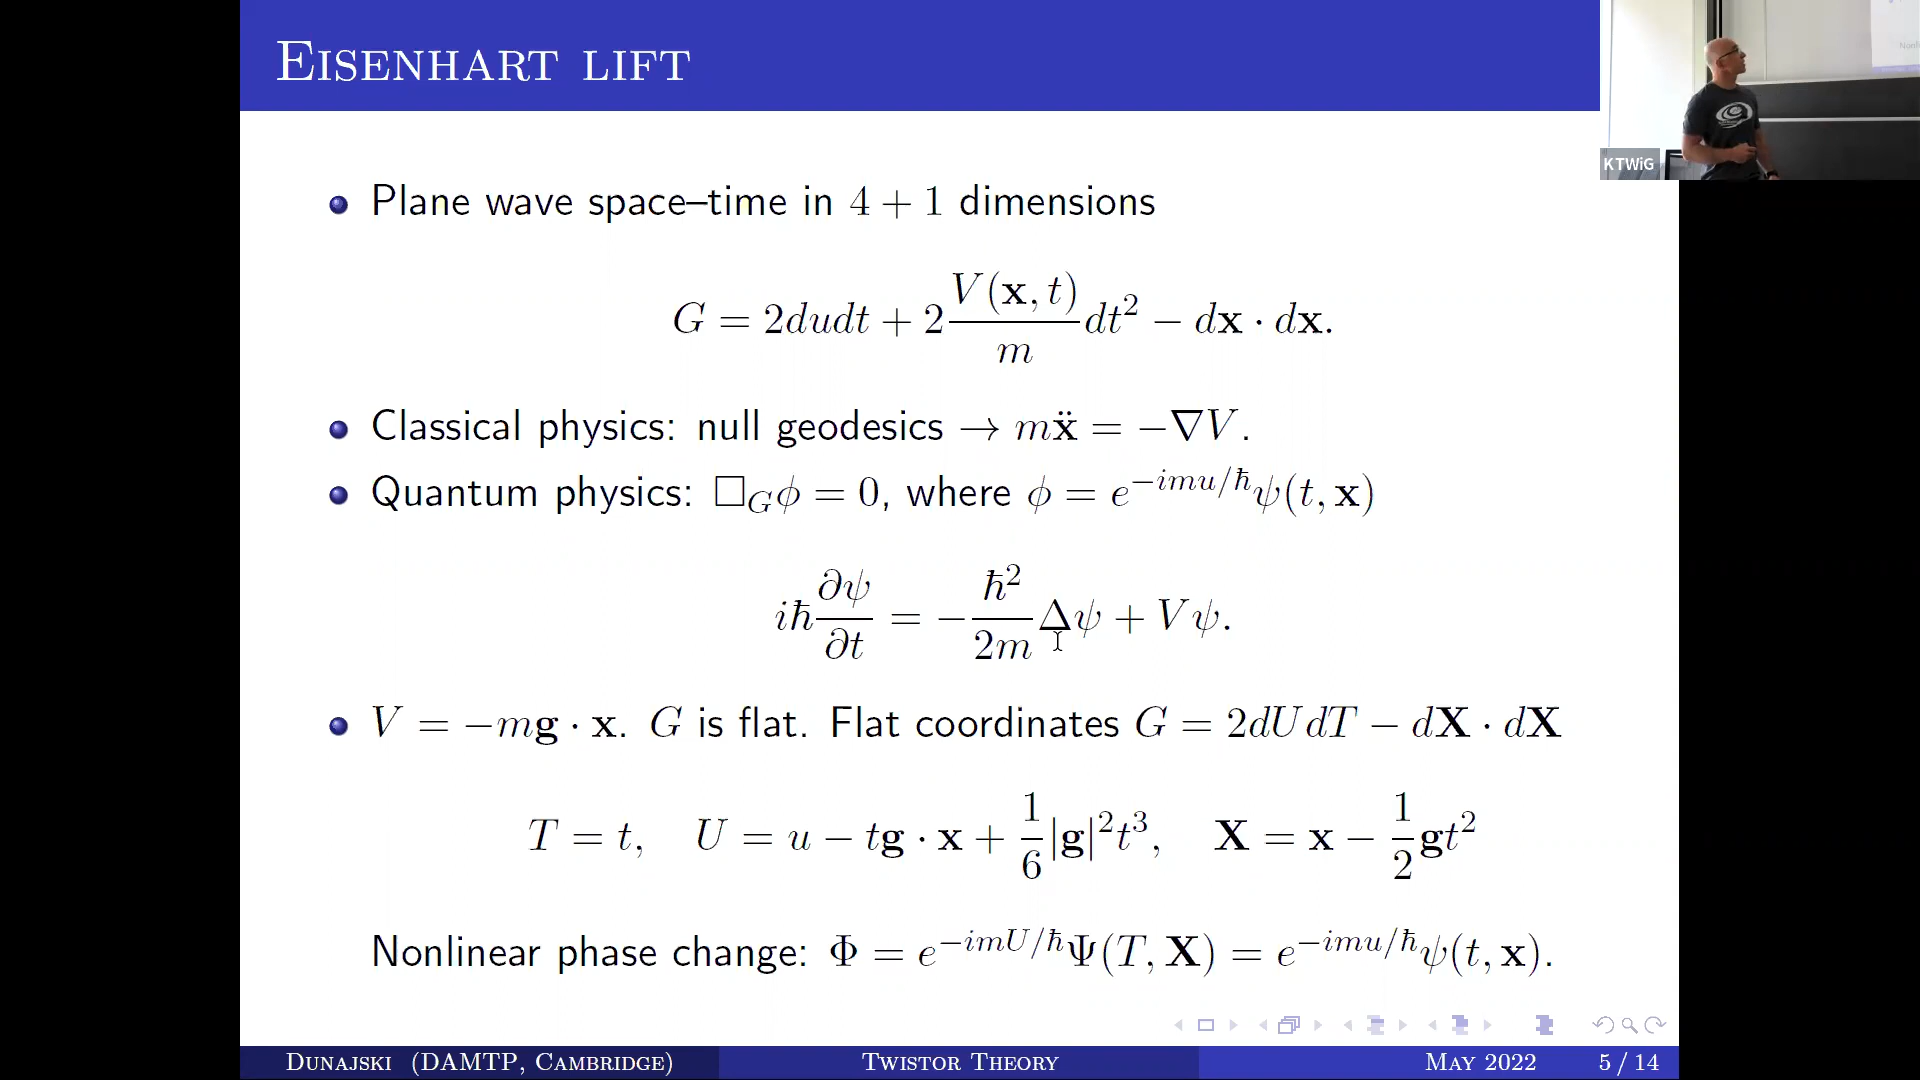 EISENHART LIFT
KTWiG
Plane wave space–time in 4 + 1 dimensions
G = 2dudt + 2 V(x, t)/m dt² − dx · dx.
Classical physics: null geodesics → mẍ = −∇V.
Quantum physics: □_G ϕ = 0, where ϕ = e^{−imu/ħ}ψ(t, x)
iħ ∂ψ/∂t = −ħ²/2m Δψ + Vψ.
V = −mg · x. G is flat. Flat coordinates G = 2dUdT − dX · dX
T = t, U = u − tg · x + 1/6 |g|²t³, X = x − 1/2 gt²
Nonlinear phase change: Φ = e^{−imU/ħ}Ψ(T, X) = e^{−imu/ħ}ψ(t, x).
DUNAJSKI (DAMTP, CAMBRIDGE) TWISTOR THEORY MAY 2022 5 / 14